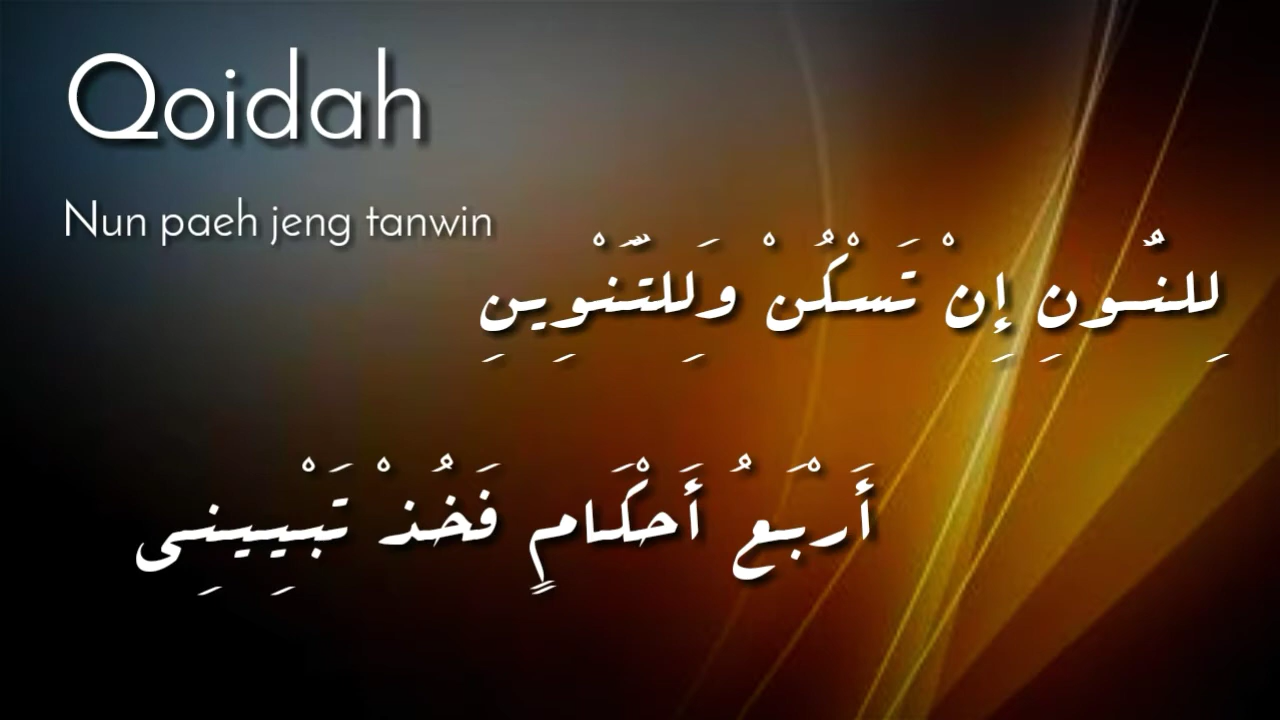 Qoidah
Nun paeh jeng tanwin
لِلنُّونِ إِنْ تَسْكُنْ وَلِلتَّنْوِينِ
أَرْبَعُ أَحْكَامٍ فَخُذْ تَبْيِينِى